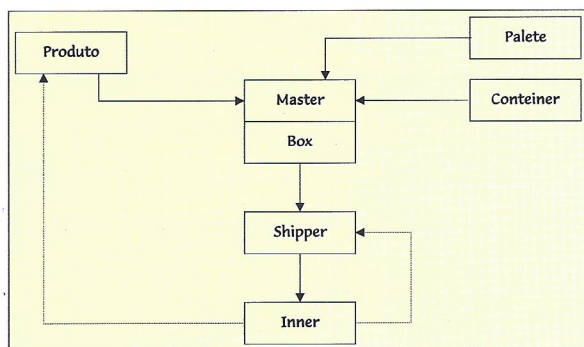 Produto
Palete
Master
Conteiner
Box
Shipper
Inner